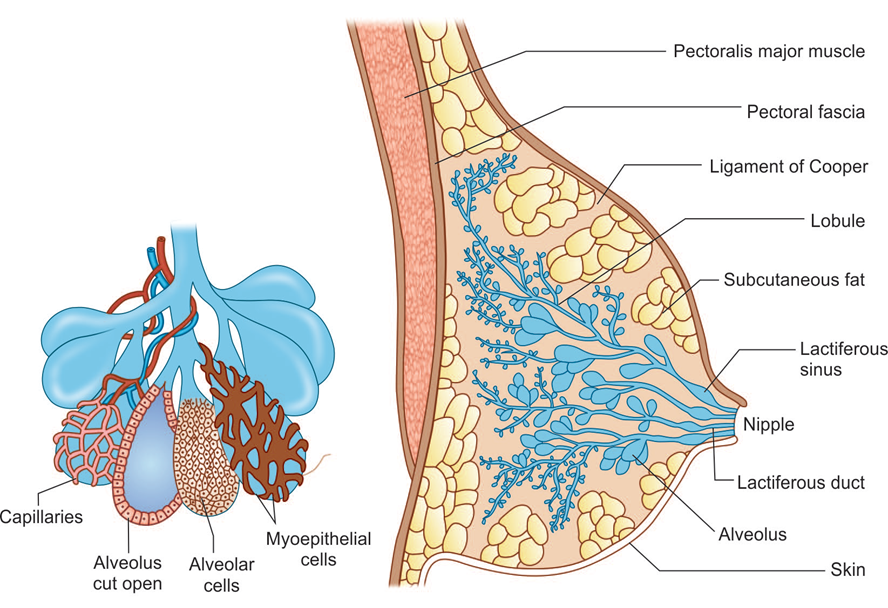 Pectoralis major muscle
Pectoral fascia
Ligament of Cooper
Lobule
Subcutaneous fat
Lactiferous
sinus
Nipple
Lactiferous duct
Alveolus
Skin
Capillaries
Alveolus
cut open
Alveolar
cells
Myoepithelial
cells